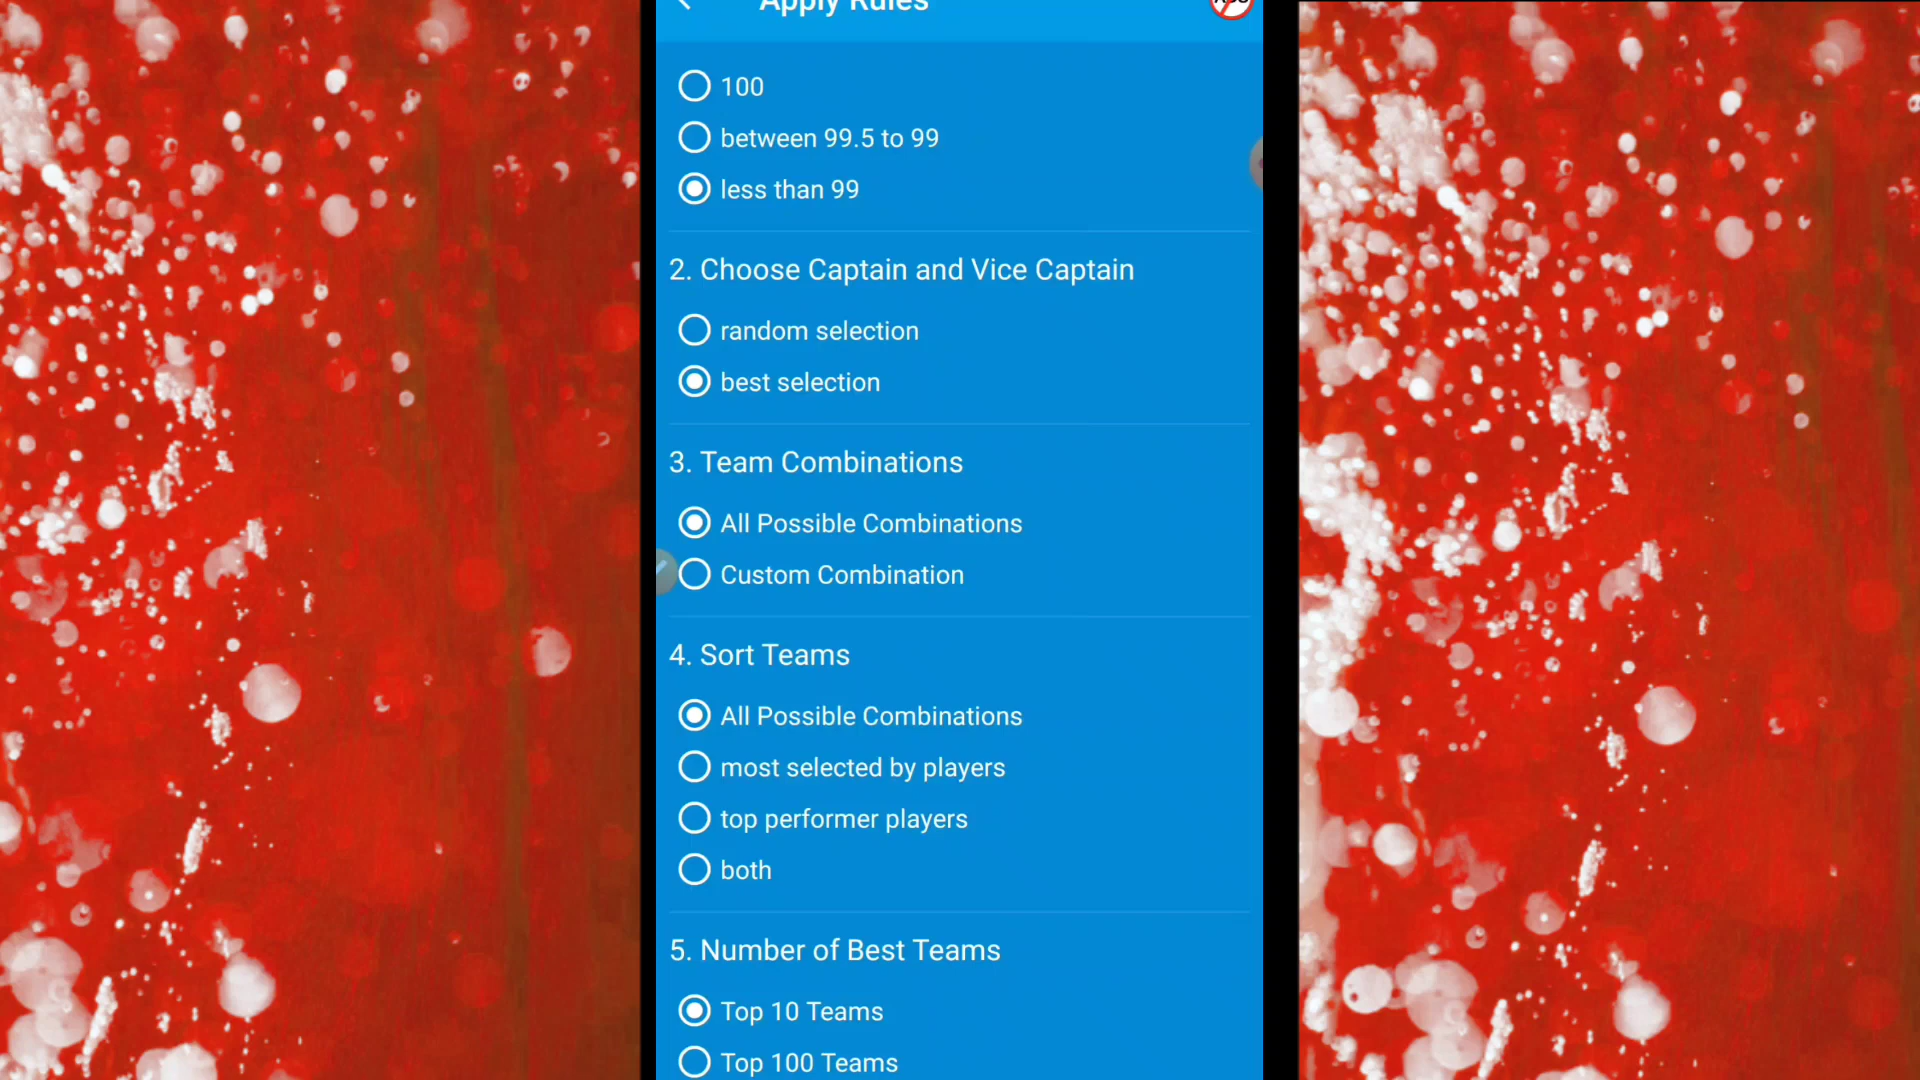 Apply Rules
100
between 99.5 to 99
less than 99
2. Choose Captain and Vice Captain
random selection
best selection
3. Team Combinations
All Possible Combinations
Custom Combination
4. Sort Teams
All Possible Combinations
most selected by players
top performer players
both
5. Number of Best Teams
Top 10 Teams
Top 100 Teams